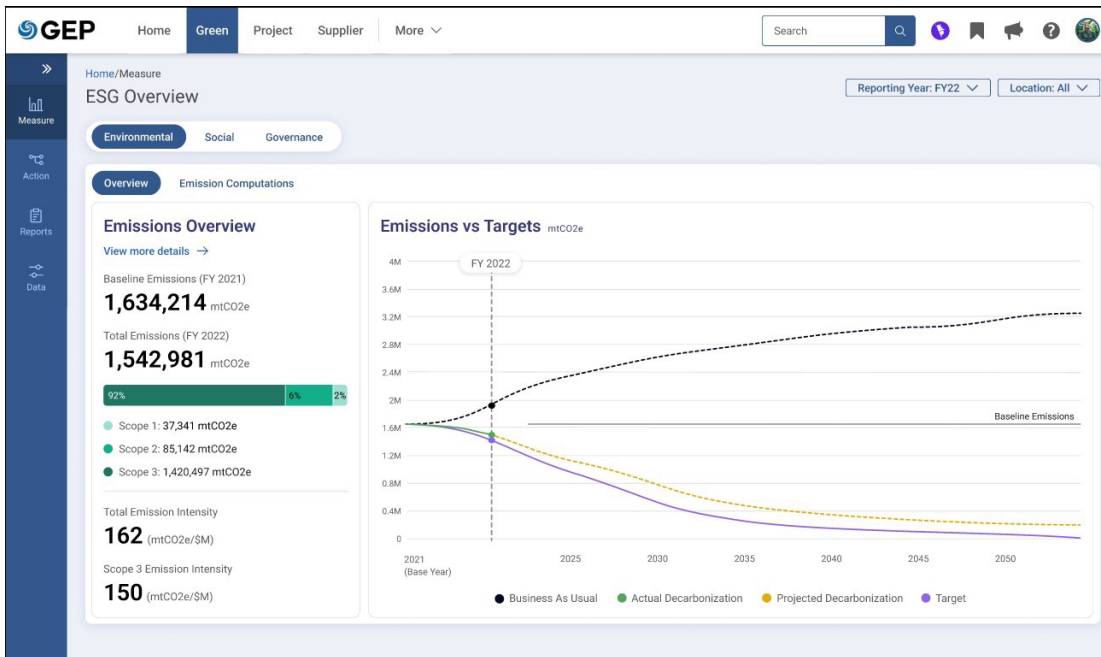 GEP
Home Green Project Supplier More
Search
Measure
Action
Reports
Data
Home/Measure
ESG Overview
Reporting Year: FY22
Location: All
Environmental Social Governance
Overview Emission Computations
Emissions Overview
View more details →
Baseline Emissions (FY 2021)
1,634,214 mtCO2e
Total Emissions (FY 2022)
1,542,981 mtCO2e
92% 6% 2%
Scope 1: 37,341 mtCO2e
Scope 2: 85,142 mtCO2e
Scope 3: 1,420,497 mtCO2e
Total Emission Intensity
162 (mtCO2e/$M)
Scope 3 Emission Intensity
150 (mtCO2e/$M)
Emissions vs Targets mtCO2e
FY 2022
4M
3.6M
3.2M
2.8M
2.4M
2M
1.6M
1.2M
0.8M
0.4M
0
Baseline Emissions
2021 2025 2030 2035 2040 2045 2050
(Base Year)
Business As Usual Actual Decarbonization Projected Decarbonization Target